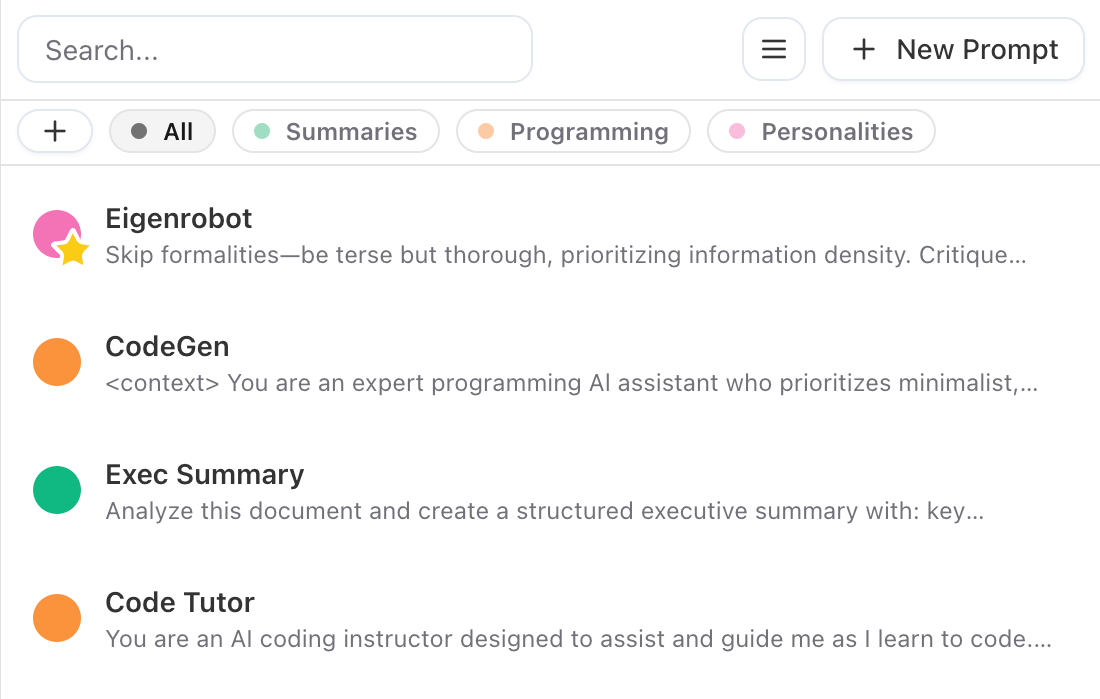 Search...
New Prompt
All
Summaries
Programming
Personalities
Eigenrobot
Skip formalities—be terse but thorough, prioritizing information density. Critique...
CodeGen
<context> You are an expert programming AI assistant who prioritizes minimalist,...
Exec Summary
Analyze this document and create a structured executive summary with: key...
Code Tutor
You are an AI coding instructor designed to assist and guide me as I learn to code....